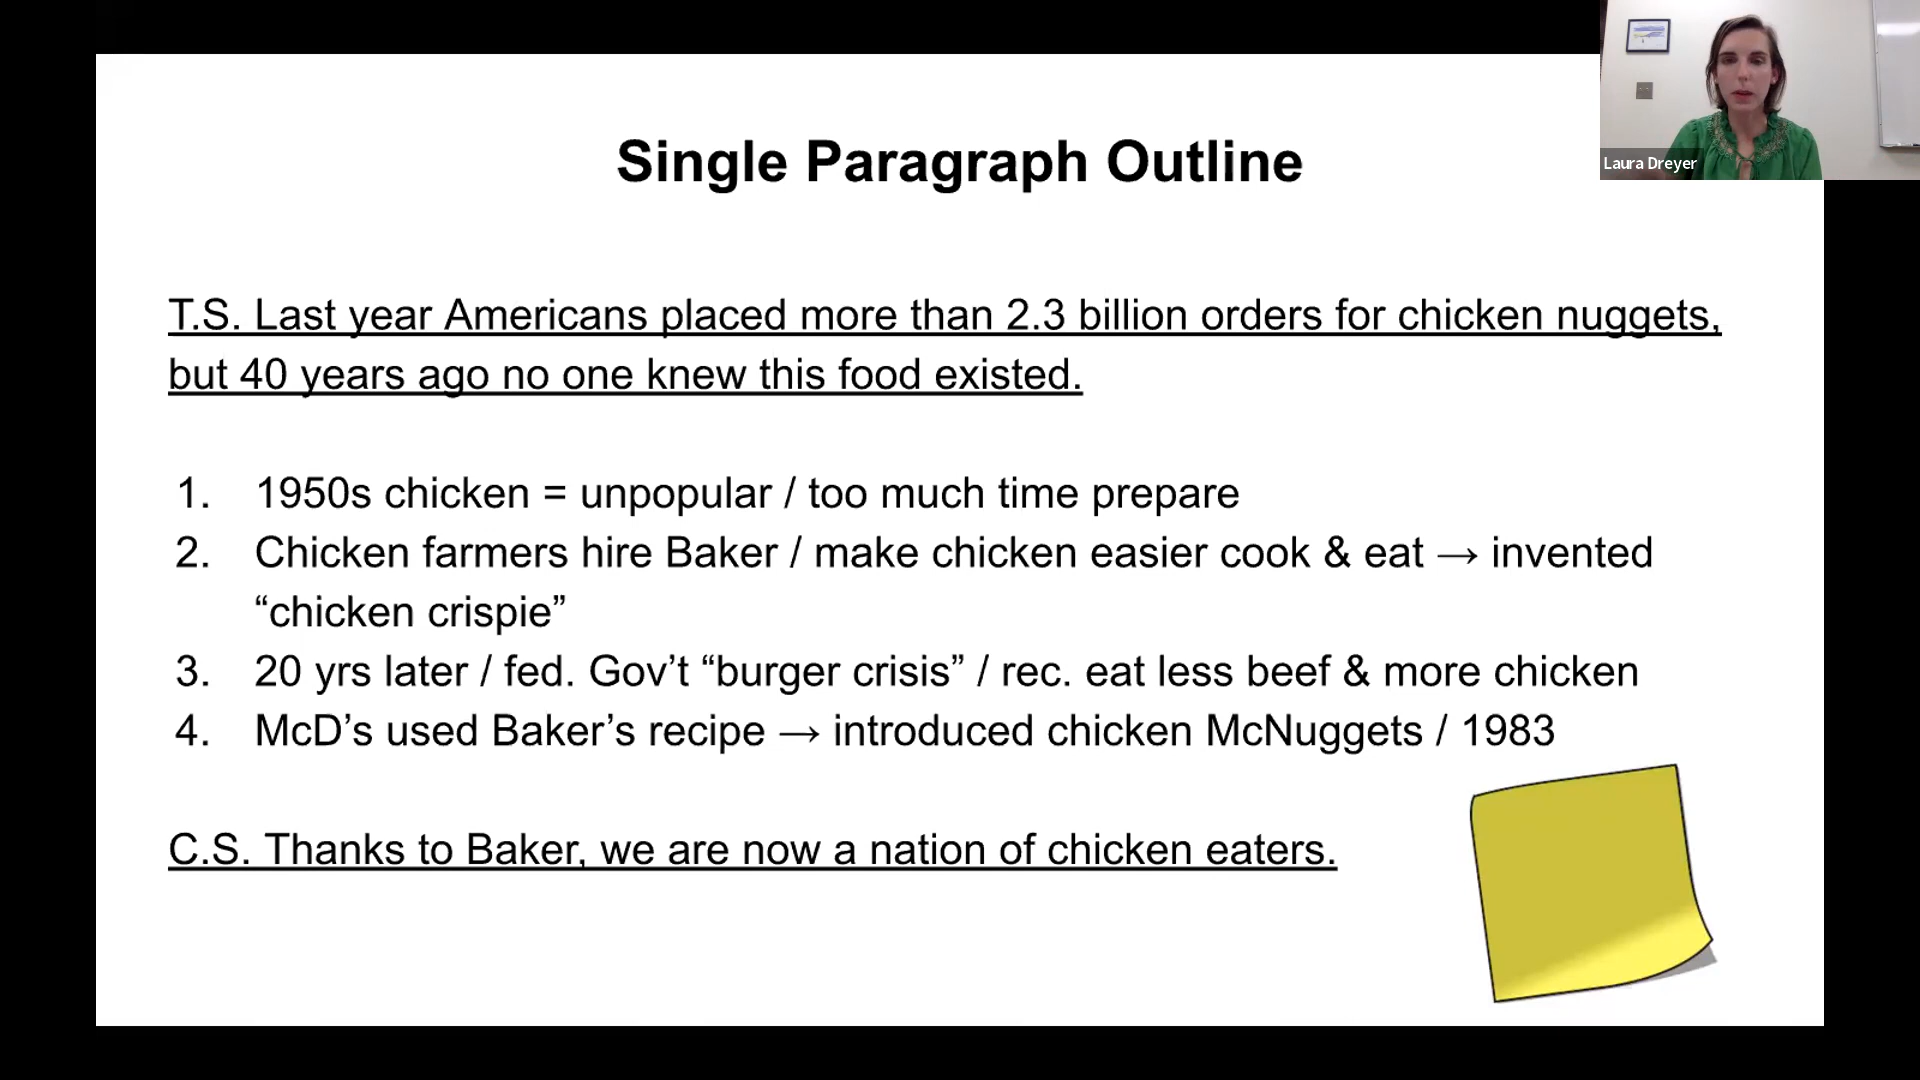 Single Paragraph Outline
Laura Dreyer
T.S. Last year Americans placed more than 2.3 billion orders for chicken nuggets,
but 40 years ago no one knew this food existed.
1. 1950s chicken = unpopular / too much time prepare
2. Chicken farmers hire Baker / make chicken easier cook & eat → invented
“chicken crispie”
3. 20 yrs later / fed. Gov’t “burger crisis” / rec. eat less beef & more chicken
4. McD’s used Baker’s recipe → introduced chicken McNuggets / 1983
C.S. Thanks to Baker, we are now a nation of chicken eaters.